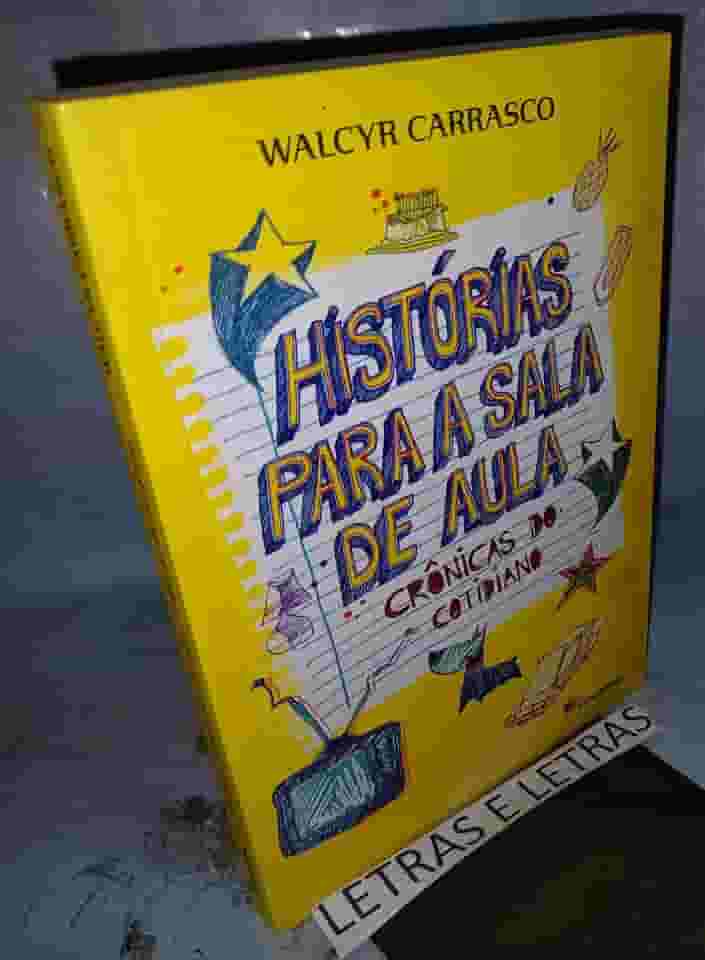 WALCYR CARRASCO
HISTÓRIAS
PARA A SALA
DE AULA
CRÔNICAS DO
COTIDIANO
LETRAS E LETRAS